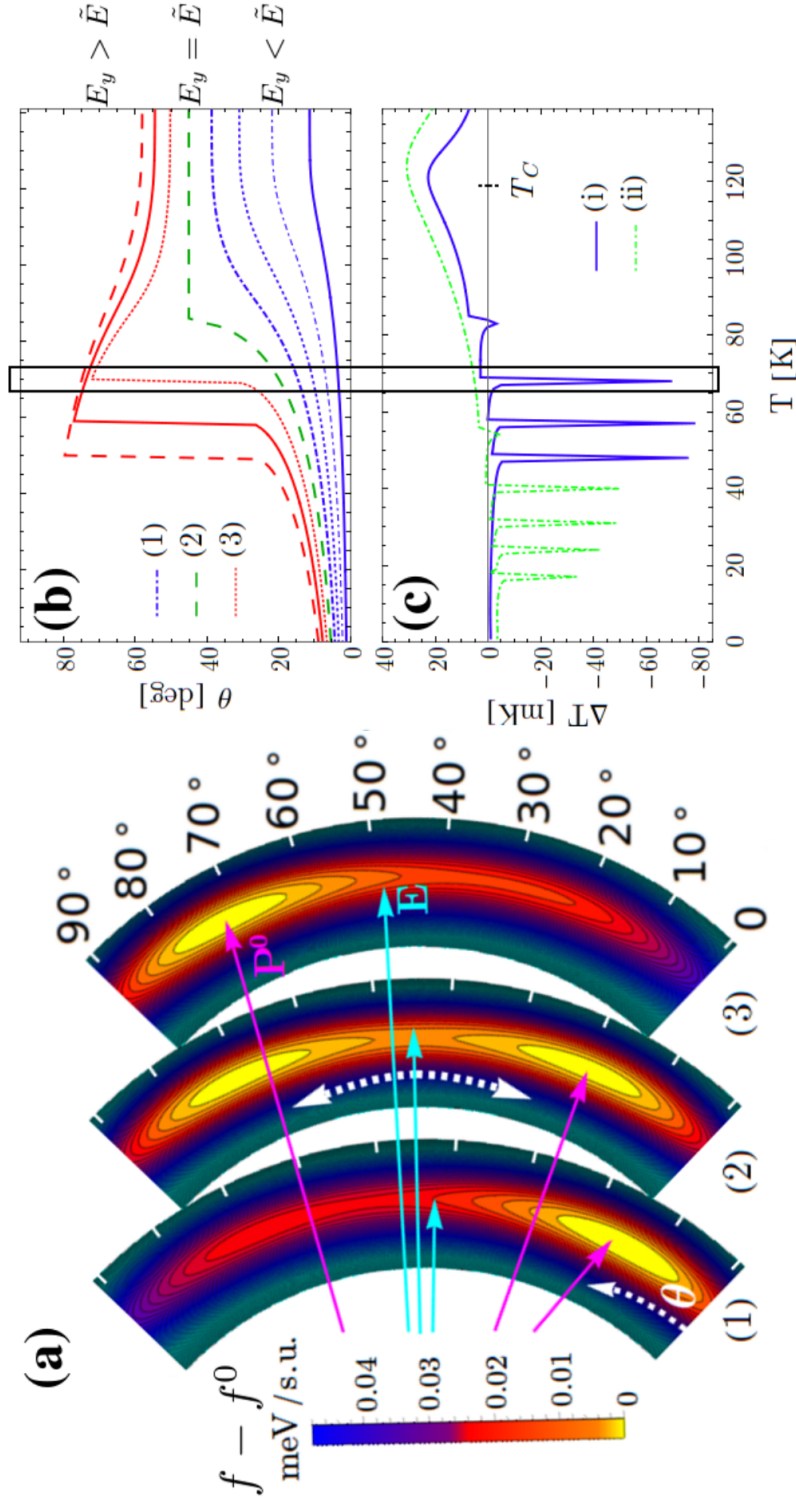 (a)
f − f⁰
meV / s.u.
0.04
0.03
0.02
0.01
0
P⁰
E
θ
90°
80°
70°
60°
50°
40°
30°
20°
10°
0
(1)
(2)
(3)
(b)
θ [deg]
80
60
40
20
0
(1)
(2)
(3)
E_y > Ẽ
E_y = Ẽ
E_y < Ẽ
(c)
ΔT [mK]
40
20
0
−20
−40
−60
−80
T_C
(i)
(ii)
0 20 40 60 80 100 120
T [K]